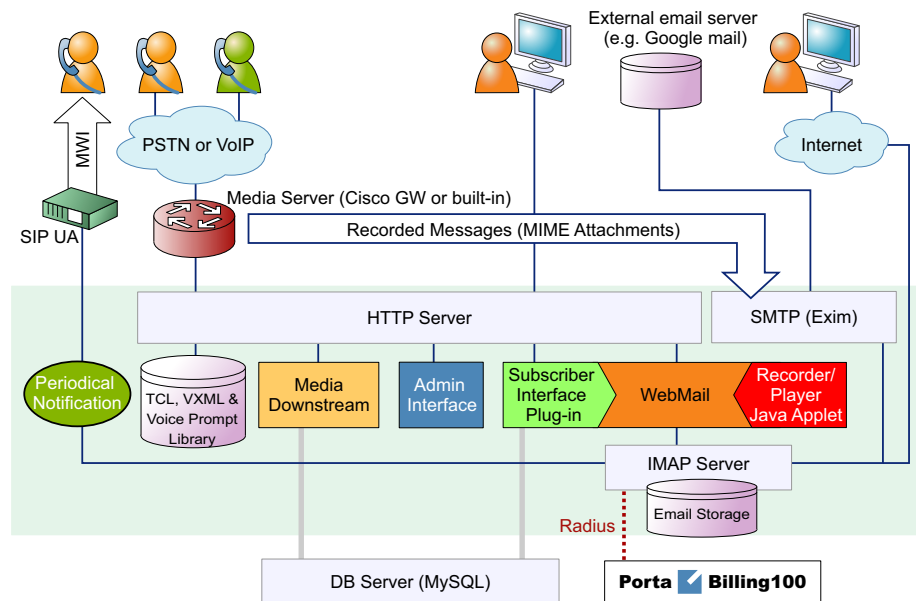 External email server
(e.g. Google mail)
MWI
PSTN or VoIP
Internet
Media Server (Cisco GW or built-in)
SIP UA
Recorded Messages (MIME Attachments)
HTTP Server
SMTP (Exim)
Periodical
Notification
TCL, VXML &
Voice Prompt
Library
Media
Downstream
Admin
Interface
Subscriber
Interface
Plug-in
WebMail
Recorder/
Player
Java Applet
IMAP Server
Email Storage
Radius
DB Server (MySQL)
Porta Billing100